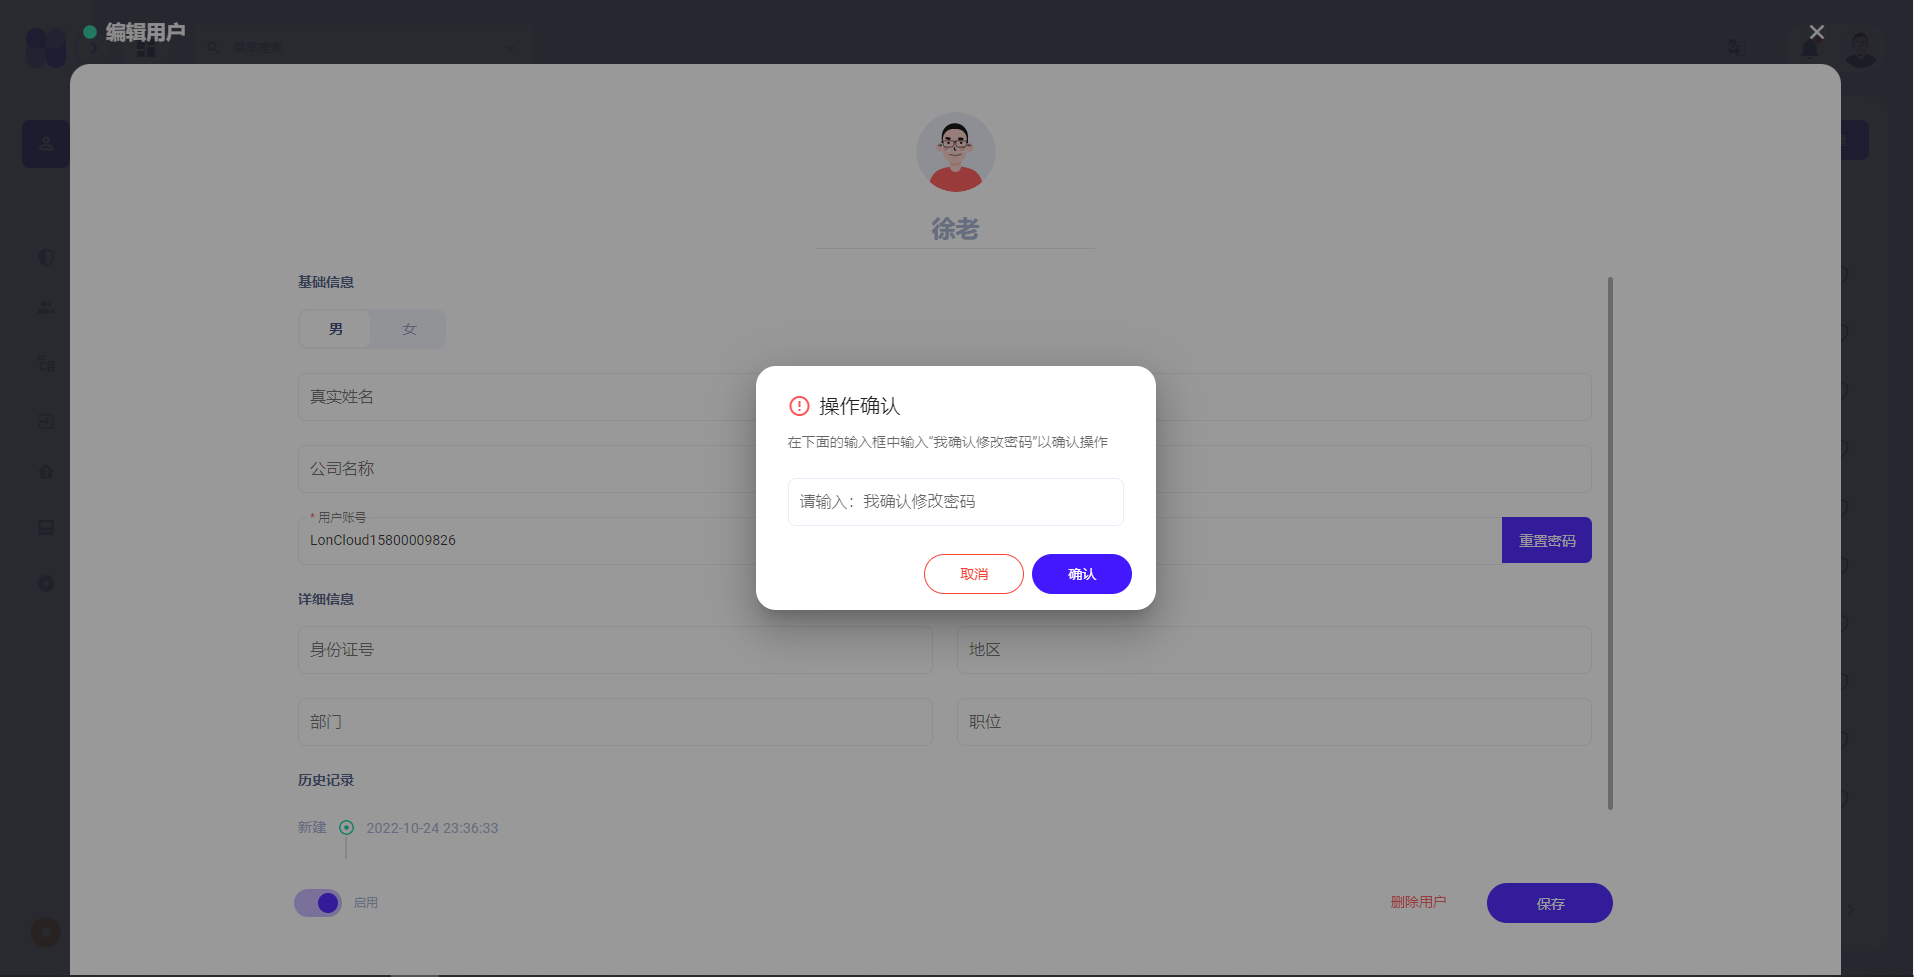 编辑用户
菜单搜索
徐老
基础信息
男 女
真实姓名
公司名称
* 用户账号
LonCloud15800009826
重置密码
操作确认
在下面的输入框中输入“我确认修改密码”以确认操作
请输入：我确认修改密码
取消 确认
详细信息
身份证号 地区
部门 职位
历史记录
新建 2022-10-24 23:36:33
启用
删除用户 保存